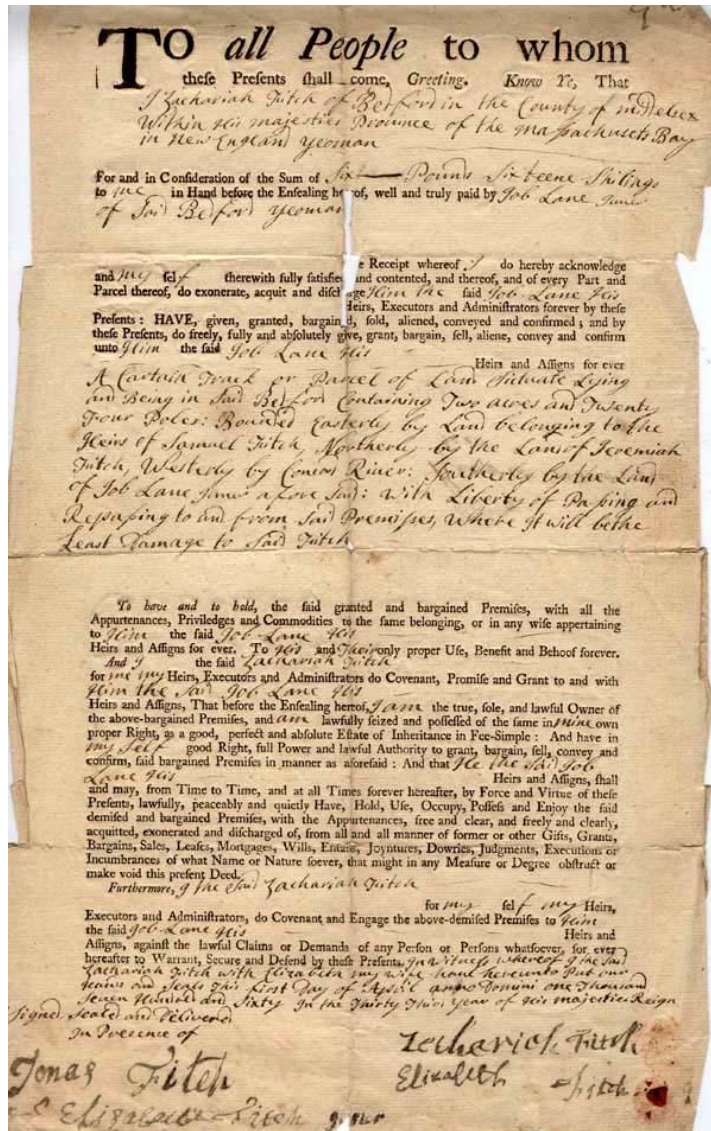 To all People to whom
these Presents shall come, Greeting. Know Ye, That
I Zachariah Fitch of Bedford in the County of middelsex
Within His majesties Province of the massachusets Bay
in New England yeoman
For and in Consideration of the Sum of Six Pounds Sixteene Shilings
to me in Hand before the Ensealing hereof, well and truly paid by Job Lane Juner
of Said Bedford yeoman
Receipt whereof I do hereby acknowledge
and my self therewith fully satisfied and contented, and thereof, and of every Part and
Parcel thereof, do exonerate, acquit and discharge Him the said Job Lane His
Heirs, Executors and Administrators forever by these
Presents: HAVE, given, granted, bargained, sold, aliened, conveyed and confirmed; and by
these Presents, do freely, fully and absolutely give, grant, bargain, sell, aliene, convey and confirm
unto Him the said Job Lane His
Heirs and Assigns for ever
A Cartain Track or Parcel of Land Situate Lying
and Being in Said Bedford Containing Two acres and Twenty
Four Poles: Bounded Easterly by Land belonging to the
Heirs of Samuel Fitch, Northerly by the Land of Jeremiah
Fitch, Westerly by Concord River: Southerly by the Land
of Job Lane Juner afore Said: With Liberty of Passing and
Repassing to and from Said Premises, Where It will be the
Least Damage to Said Fitch
To have and to hold, the said granted and bargained Premises, with all the
Appurtenances, Priviledges and Commodities to the same belonging, or in any wise appertaining
to Him the said Job Lane His
Heirs and Assigns for ever. To His and Their only proper Use, Benefit and Behoof forever.
And I the said Zachariah Fitch
for me my Heirs, Executors and Administrators do Covenant, Promise and Grant to and with
Him the Said Job Lane His
Heirs and Assigns, That before the Ensealing hereof, I am the true, sole, and lawful Owner of
the above-bargained Premises, and am lawfully seized and possessed of the same in mine own
proper Right, as a good, perfect and absolute Estate of Inheritance in Fee-Simple: And have in
my Self good Right, full Power and lawful Authority to grant, bargain, sell, convey and
confirm, said bargained Premises in manner as aforesaid: And that He the Said Job
Lane His Heirs and Assigns, shall
and may, from Time to Time, and at all Times forever hereafter, by Force and Virtue of these
Presents, lawfully, peaceably and quietly Have, Hold, Use, Occupy, Possess and Enjoy the said
demised and bargained Premises, with the Appurtenances, free and clear, and freely and clearly,
acquitted, exonerated and discharged of, from all and all manner of former or other Gifts, Grants,
Bargains, Sales, Leases, Mortgages, Wills, Entails, Joyntures, Dowries, Judgments, Executions or
Incumbrances of what Name or Nature soever, that might in any Measure or Degree obstruct or
make void this present Deed.
Furthermore, I the Said Zachariah Fitch
for my self my Heirs,
Executors and Administrators, do Covenant and Engage the above-demised Premises to Him
the said Job Lane His Heirs and
Assigns, against the lawful Claims or Demands of any Person or Persons whatsoever, for ever
hereafter to Warrant, Secure and Defend by these Presents. In Witness whereof I the Said
Zachariah Fitch with Elizabeth my wife have hereunto Put our
and Seals This first Day of April anno Domini one Thousand
Seven Hundred and Sixty In the Thirty Third year of His majesties Reign
Signed Sealed and Delivered
In Presence of
Zachariah Fitch
Jonas Fitch
Elizabeth Fitch
Elizabeth Fitch